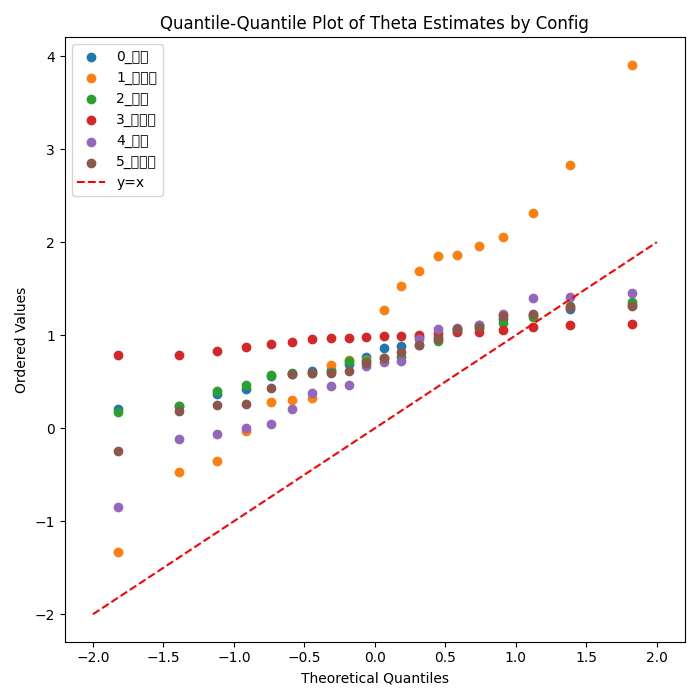 Quantile-Quantile Plot of Theta Estimates by Config
4
3
2
1
0
−1
−2
Ordered Values
0_
1_
2_
3_
4_
5_
y=x
−2.0 −1.5 −1.0 −0.5 0.0 0.5 1.0 1.5 2.0
Theoretical Quantiles